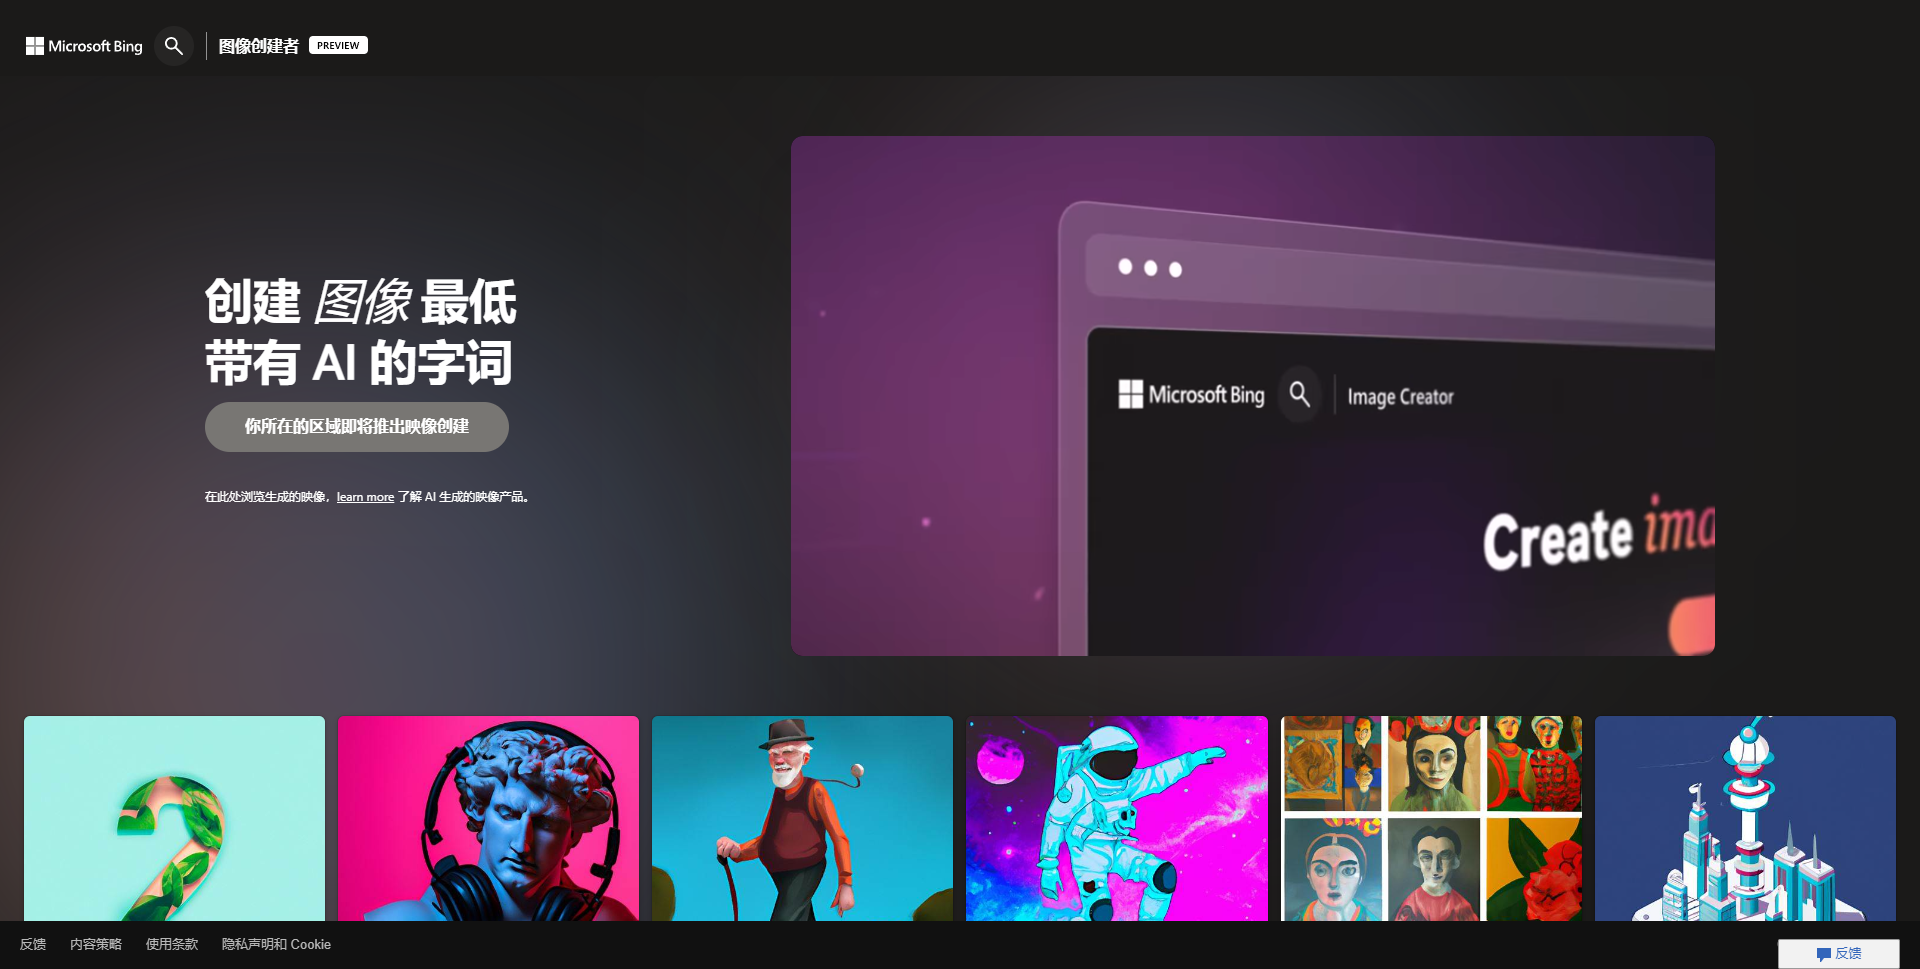 Microsoft Bing
图像创建者
PREVIEW
创建 图像 最低
带有 AI 的字词
你所在的区域即将推出映像创建
在此处浏览生成的映像，learn more 了解 AI 生成的映像产品。
Microsoft Bing
Image Creator
Create ima
反馈
内容策略
使用条款
隐私声明和 Cookie
反馈